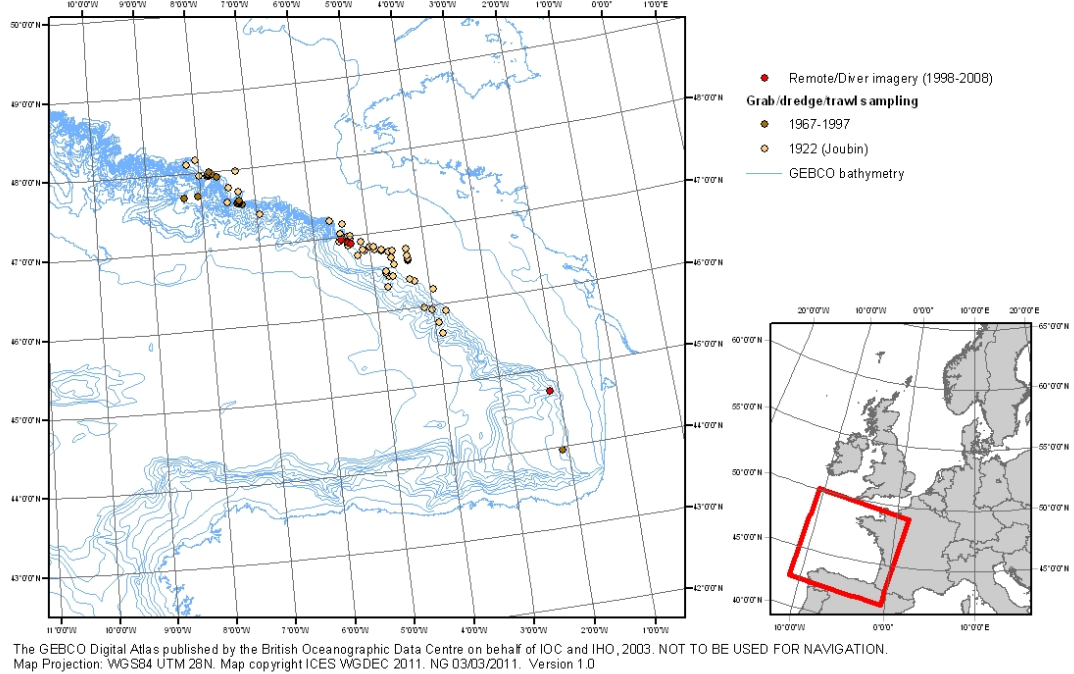 10°0'0"W 9°0'0"W 8°0'0"W 7°0'0"W 6°0'0"W 5°0'0"W 4°0'0"W 3°0'0"W 2°0'0"W 1°0'0"W 0°0'0" 1°0'0"E
50°0'0"N
49°0'0"N
48°0'0"N
47°0'0"N
46°0'0"N
45°0'0"N
44°0'0"N
43°0'0"N
48°0'0"N
47°0'0"N
46°0'0"N
45°0'0"N
44°0'0"N
43°0'0"N
42°0'0"N
11°0'0"W 10°0'0"W 9°0'0"W 8°0'0"W 7°0'0"W 6°0'0"W 5°0'0"W 4°0'0"W 3°0'0"W 2°0'0"W 1°0'0"W
Remote/Diver imagery (1998-2008)
Grab/dredge/trawl sampling
1967-1997
1922 (Joubin)
GEBCO bathymetry
20°0'0"W 10°0'0"W 0°0'0" 10°0'0"E 20°0'0"E
60°0'0"N
55°0'0"N
50°0'0"N
45°0'0"N
40°0'0"N
65°0'0"N
60°0'0"N
55°0'0"N
50°0'0"N
45°0'0"N
10°0'0"W 0°0'0" 10°0'0"E
The GEBCO Digital Atlas published by the British Oceanographic Data Centre on behalf of IOC and IHO, 2003. NOT TO BE USED FOR NAVIGATION.
Map Projection: WGS84 UTM 28N. Map copyright ICES WGDEC 2011. NG 03/03/2011. Version 1.0